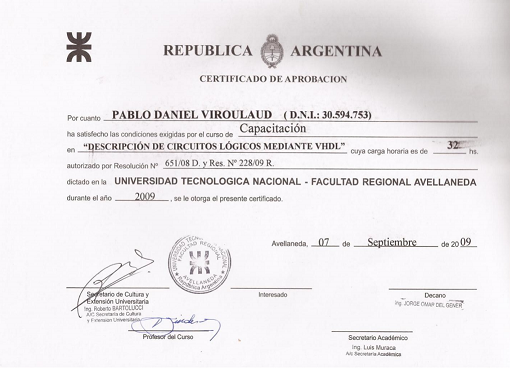 REPUBLICA ARGENTINA
CERTIFICADO DE APROBACION
Por cuanto PABLO DANIEL VIROULAUD ( D.N.I.: 30.594.753)
ha satisfecho las condiciones exigidas por el curso de Capacitación
en "DESCRIPCIÓN DE CIRCUITOS LÓGICOS MEDIANTE VHDL" cuya carga horaria es de 32 hs.
autorizado por Resolución Nº 651/08 D. y Res. Nº 228/09 R.
dictado en la UNIVERSIDAD TECNOLOGICA NACIONAL - FACULTAD REGIONAL AVELLANEDA
durante el año 2009 , se le otorga el presente certificado.
Avellaneda, 07 de Septiembre de 2009
UNIVERSIDAD TECNOLOGICA
FACULTAD REGIONAL
AVELLANEDA
República Argentina
Secretario de Cultura y
Extensión Universitaria
Ing. Roberto BARTOLUCCI
A/C Secretaría de Cultura
y Extensión Universitaria
Interesado
Decano
Ing. JORGE OMAR DEL GENER
Profesor del Curso
Secretario Académico
Ing. Luis Muraca
A/c Secretaría Académica